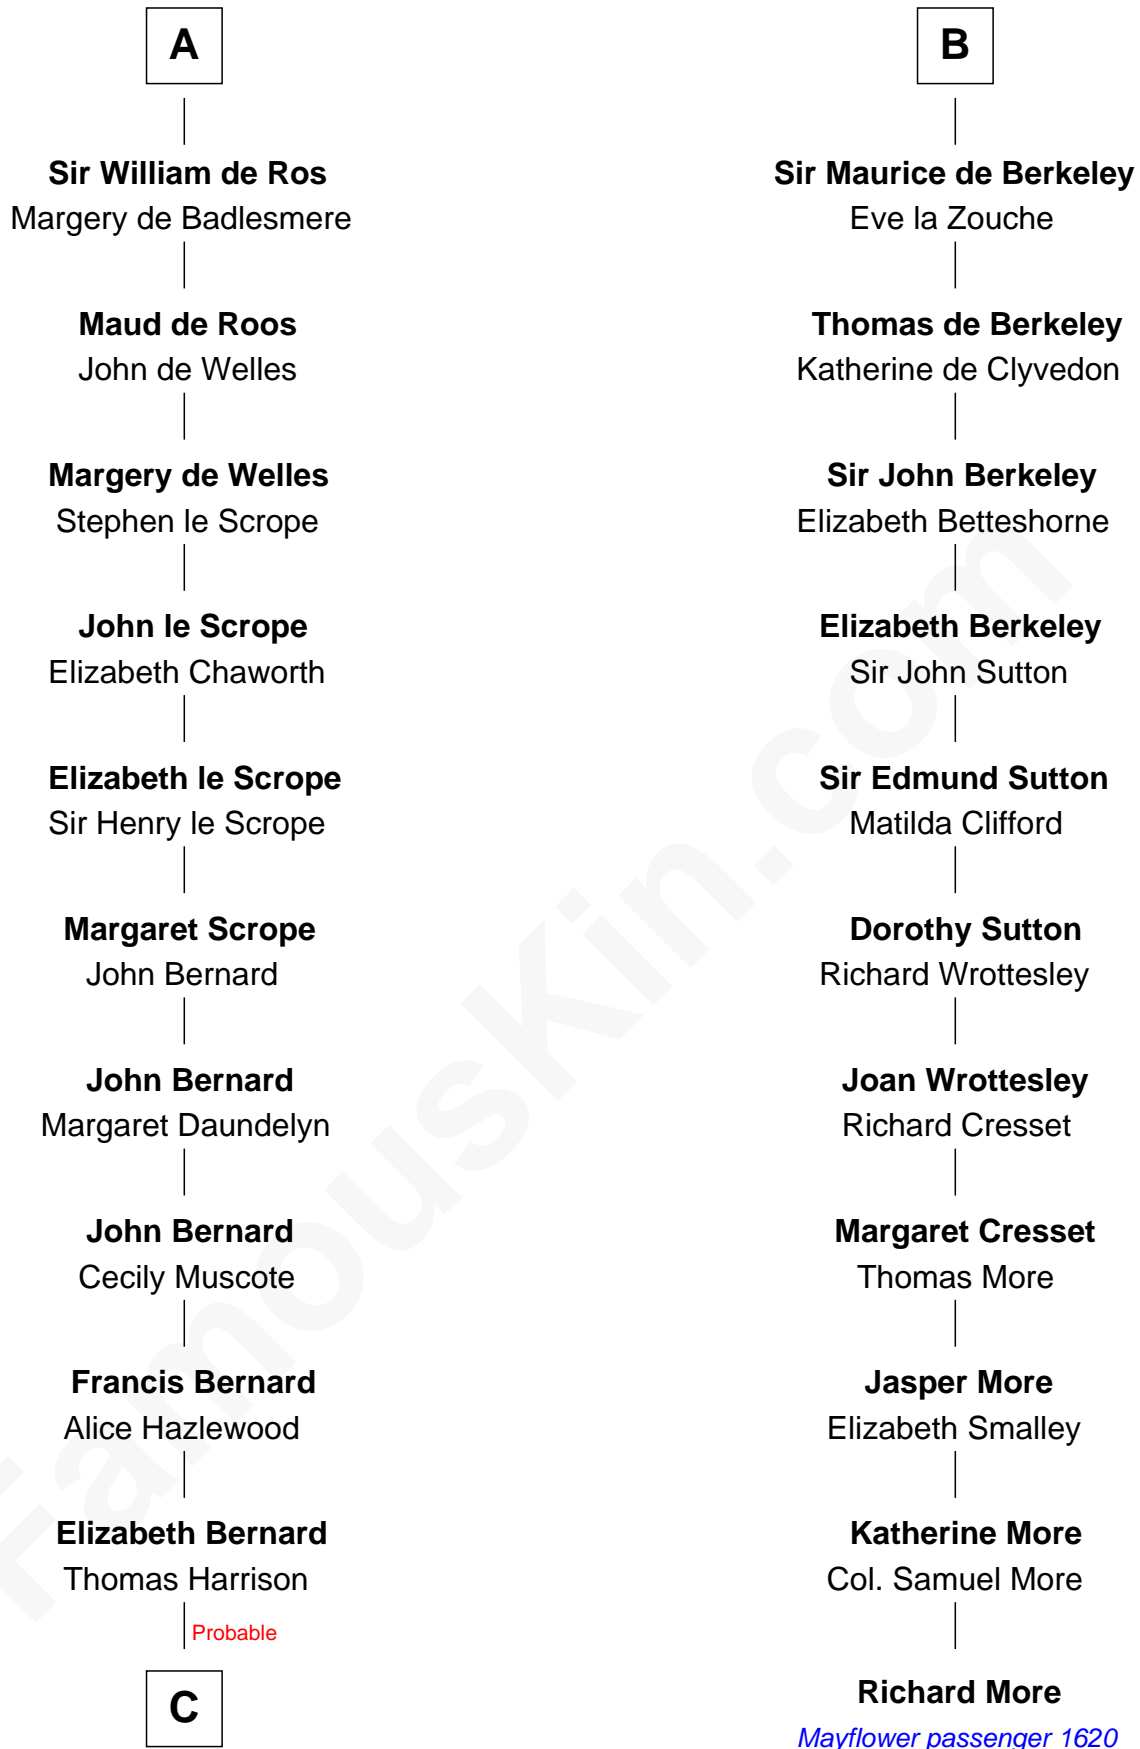 A
Sir William de Ros
Margery de Badlesmere
Maud de Roos
John de Welles
Margery de Welles
Stephen le Scrope
John le Scrope
Elizabeth Chaworth
Elizabeth le Scrope
Sir Henry le Scrope
Margaret Scrope
John Bernard
John Bernard
Margaret Daundelyn
John Bernard
Cecily Muscote
Francis Bernard
Alice Hazlewood
Elizabeth Bernard
Thomas Harrison
Probable
C
B
Sir Maurice de Berkeley
Eve la Zouche
Thomas de Berkeley
Katherine de Clyvedon
Sir John Berkeley
Elizabeth Betteshorne
Elizabeth Berkeley
Sir John Sutton
Sir Edmund Sutton
Matilda Clifford
Dorothy Sutton
Richard Wrottesley
Joan Wrottesley
Richard Cresset
Margaret Cresset
Thomas More
Jasper More
Elizabeth Smalley
Katherine More
Col. Samuel More
Richard More
Mayflower passenger 1620
FamousKin.com